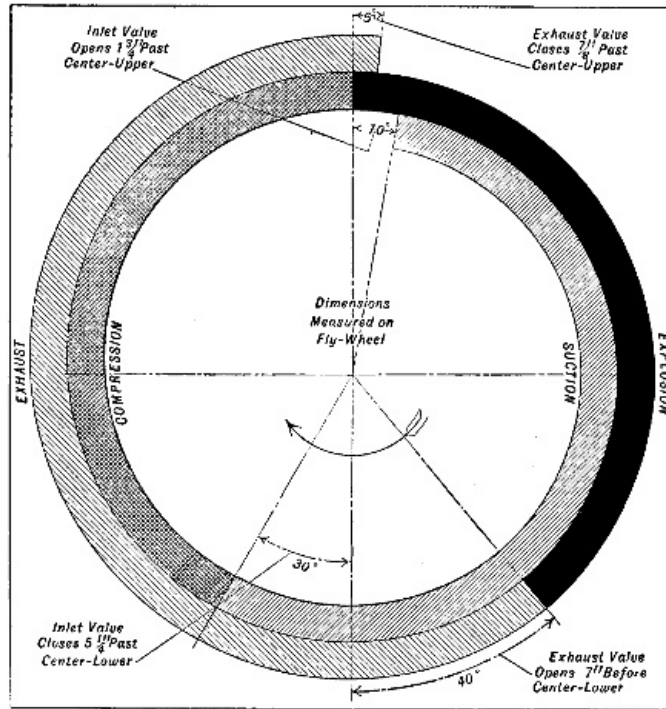 5°
Inlet Valve
Opens 1 3/4" Past
Center-Upper
Exhaust Valve
Closes 7/8" Past
Center-Upper
10°
Dimensions
Measured on
Fly-Wheel
EXHAUST
COMPRESSION
SUCTION
EXPLOSION
30°
Inlet Valve
Closes 5 1/4" Past
Center-Lower
Exhaust Valve
Opens 7" Before
Center-Lower
40°